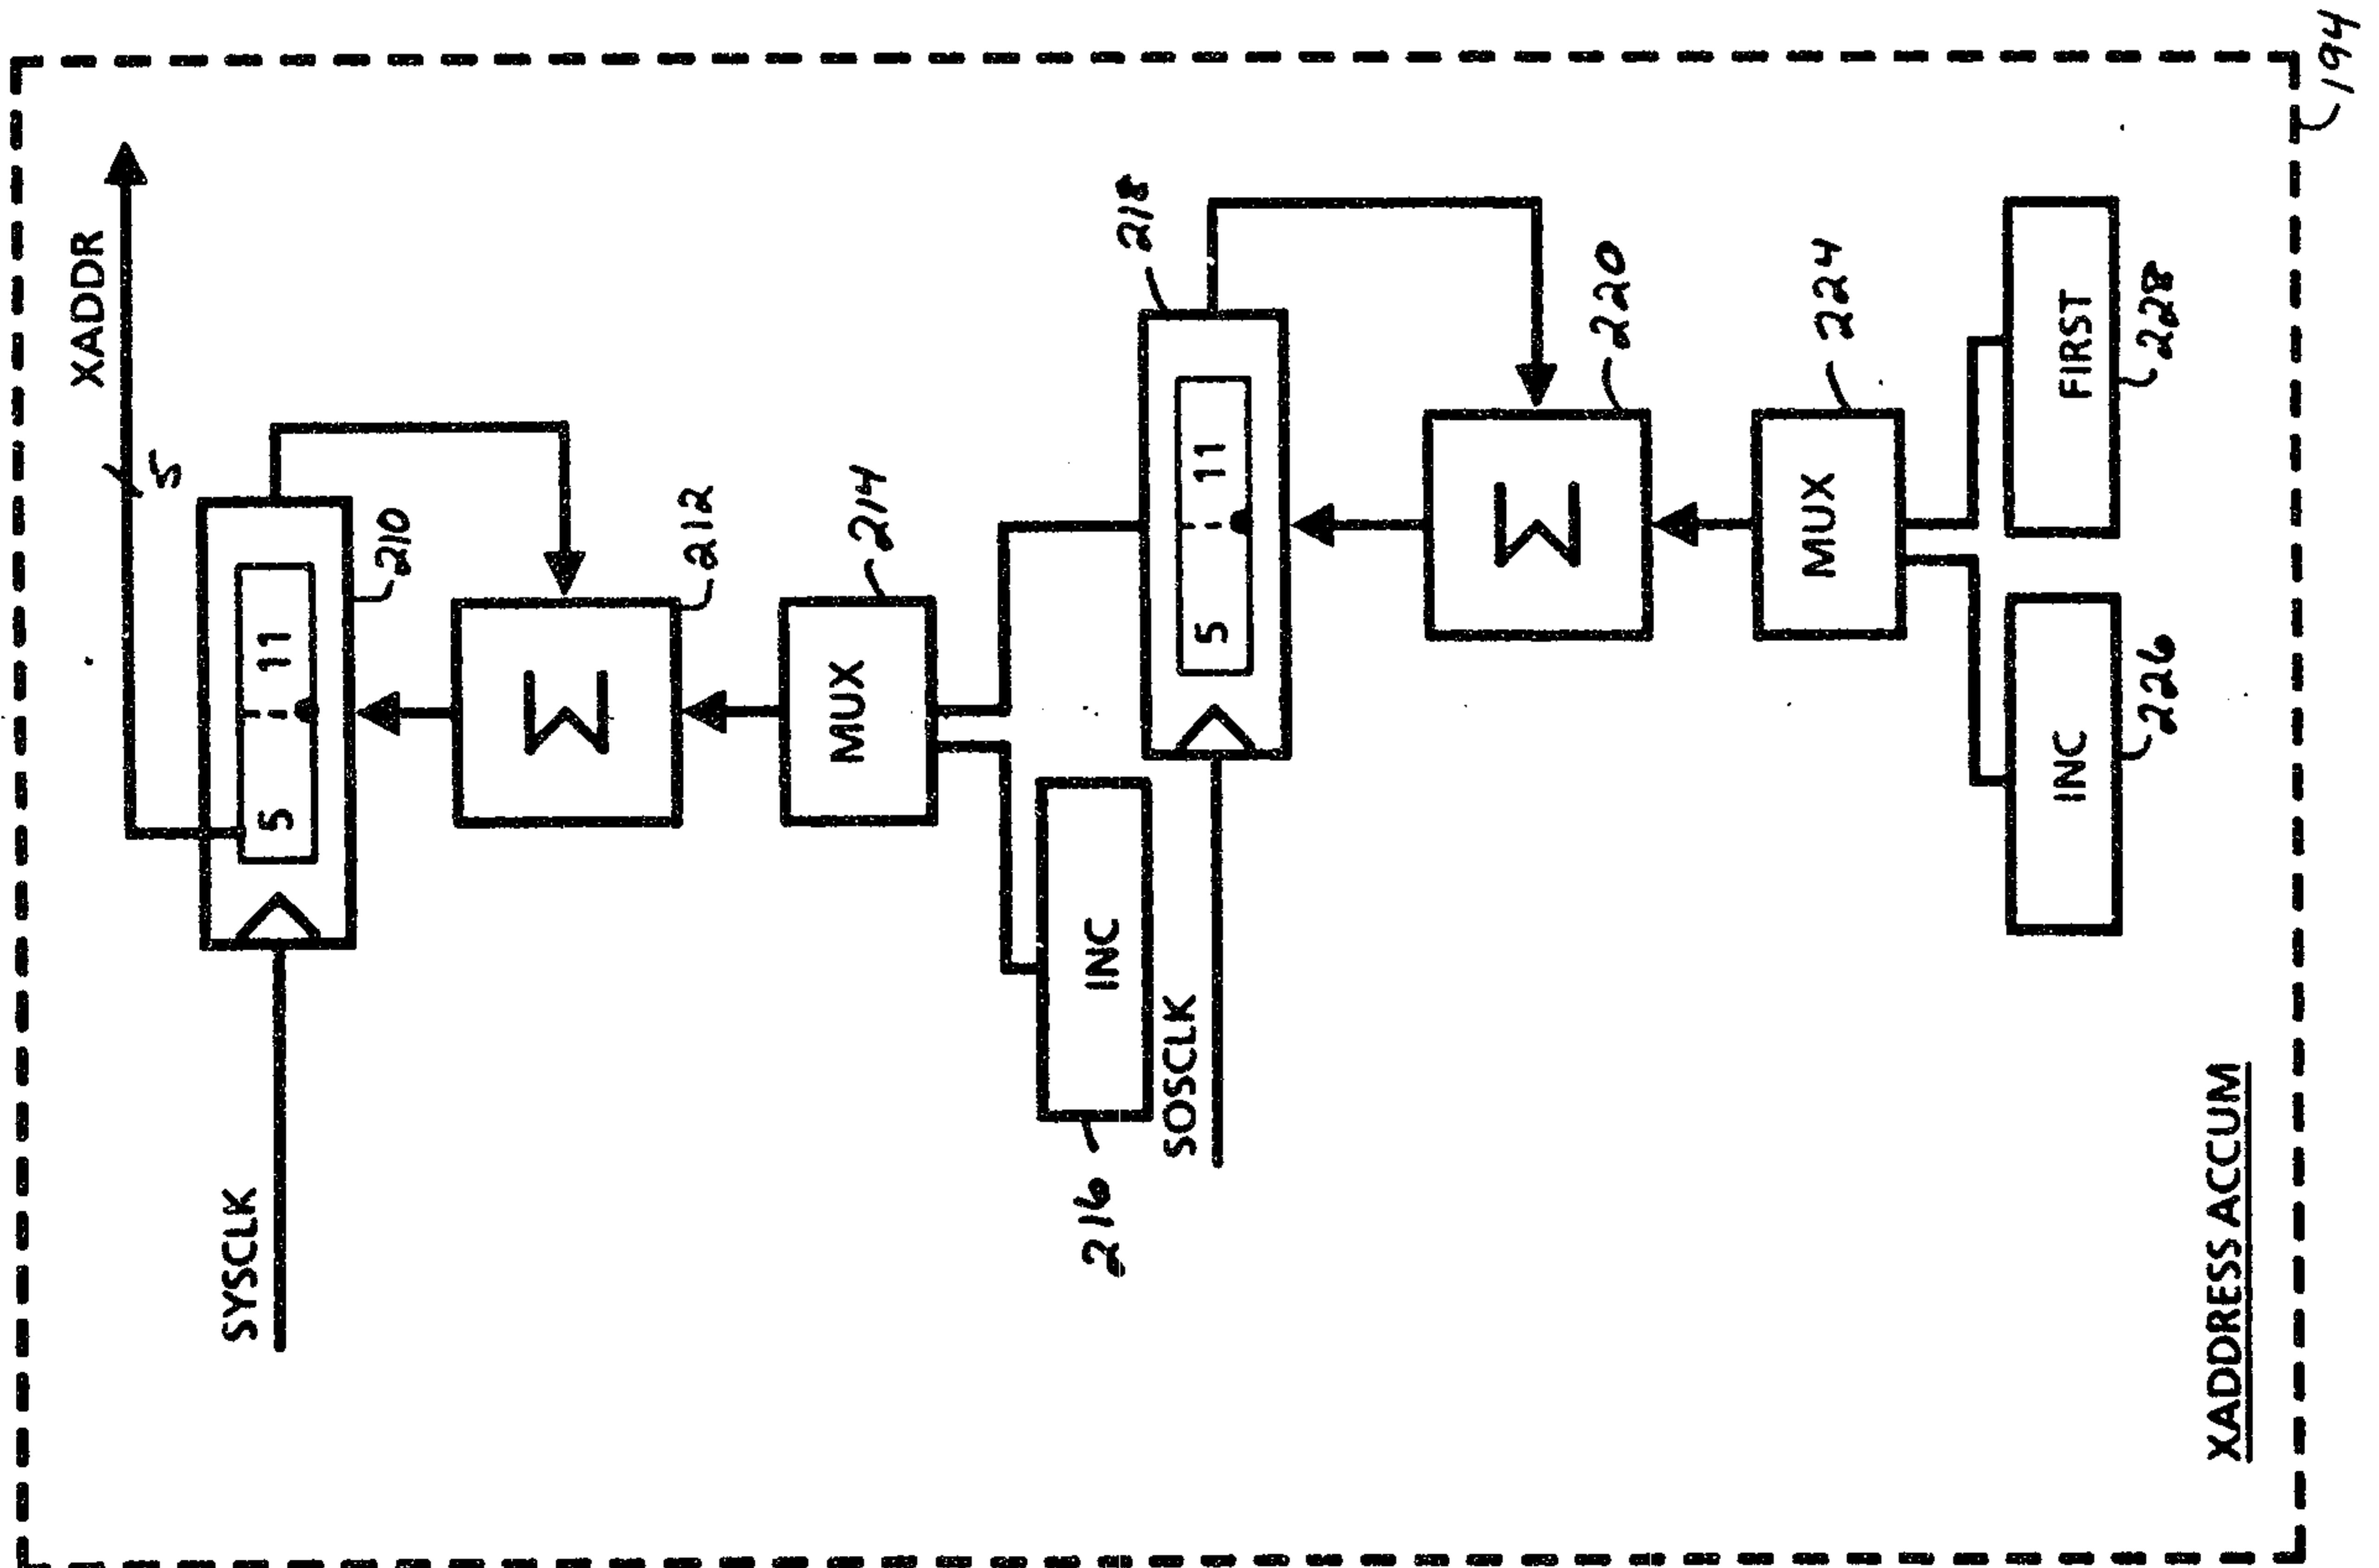 XADDR
5
SYSCLK
5 11
210
Σ
212
MUX
214
INC
216
SOSCLK
5 11
218
Σ
220
MUX
224
INC
226
FIRST
228
XADDRESS ACCUM
194